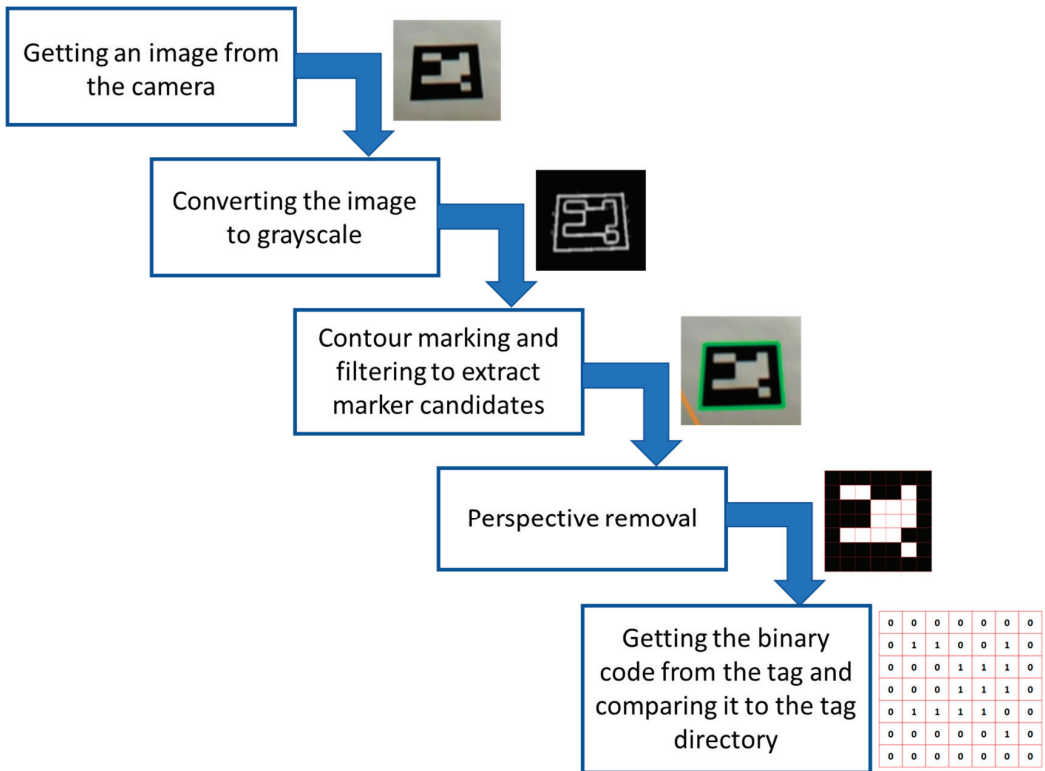 Getting an image from
the camera
Converting the image
to grayscale
Contour marking and
filtering to extract
marker candidates
Perspective removal
Getting the binary
code from the tag and
comparing it to the tag
directory
0 0 0 0 0 0 0
0 1 1 0 0 1 0
0 0 0 1 1 1 0
0 0 0 1 1 1 0
0 1 1 1 1 0 0
0 0 0 0 0 1 0
0 0 0 0 0 0 0